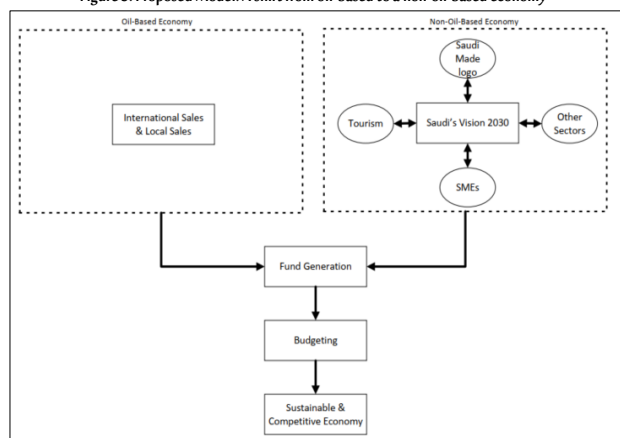 Oil-Based Economy
Non-Oil-Based Economy
Saudi
Made
logo
International Sales
& Local Sales
Tourism
Saudi's Vision 2030
Other
Sectors
SMEs
Fund Generation
Budgeting
Sustainable &
Competitive Economy